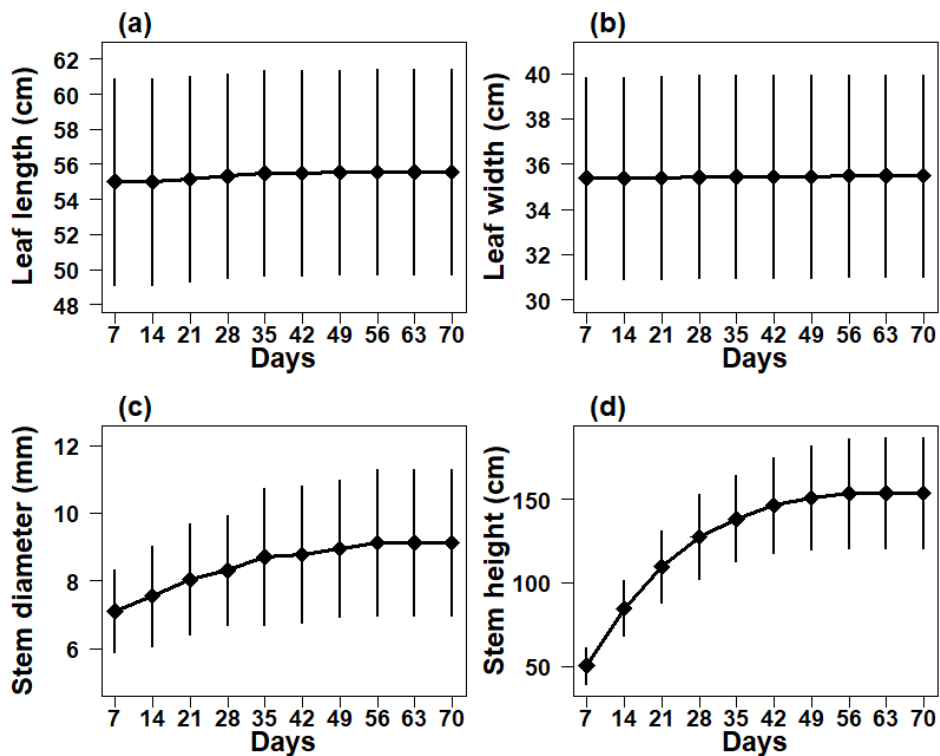 (a)
Leaf length (cm)
62
60
58
56
54
52
50
48
7 14 21 28 35 42 49 56 63 70
Days
(b)
Leaf width (cm)
40
38
36
34
32
30
7 14 21 28 35 42 49 56 63 70
Days
(c)
Stem diameter (mm)
12
10
8
6
7 14 21 28 35 42 49 56 63 70
Days
(d)
Stem height (cm)
150
100
50
7 14 21 28 35 42 49 56 63 70
Days